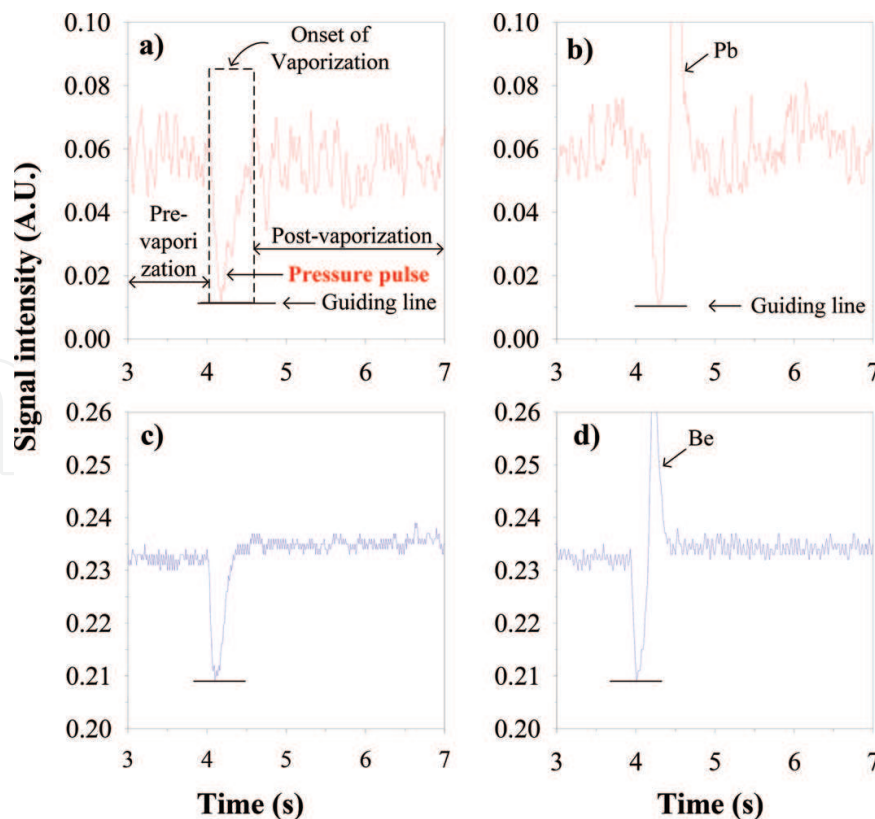 Signal intensity (A.U.)
a)
Onset of
Vaporization
Pre-
vapori
zation
Post-vaporization
Pressure pulse
Guiding line
0.10
0.08
0.06
0.04
0.02
0.00
3 4 5 6 7
b)
Pb
Guiding line
0.10
0.08
0.06
0.04
0.02
0.00
3 4 5 6 7
c)
0.26
0.25
0.24
0.23
0.22
0.21
0.20
3 4 5 6 7
Time (s)
d)
Be
0.26
0.25
0.24
0.23
0.22
0.21
0.20
3 4 5 6 7
Time (s)